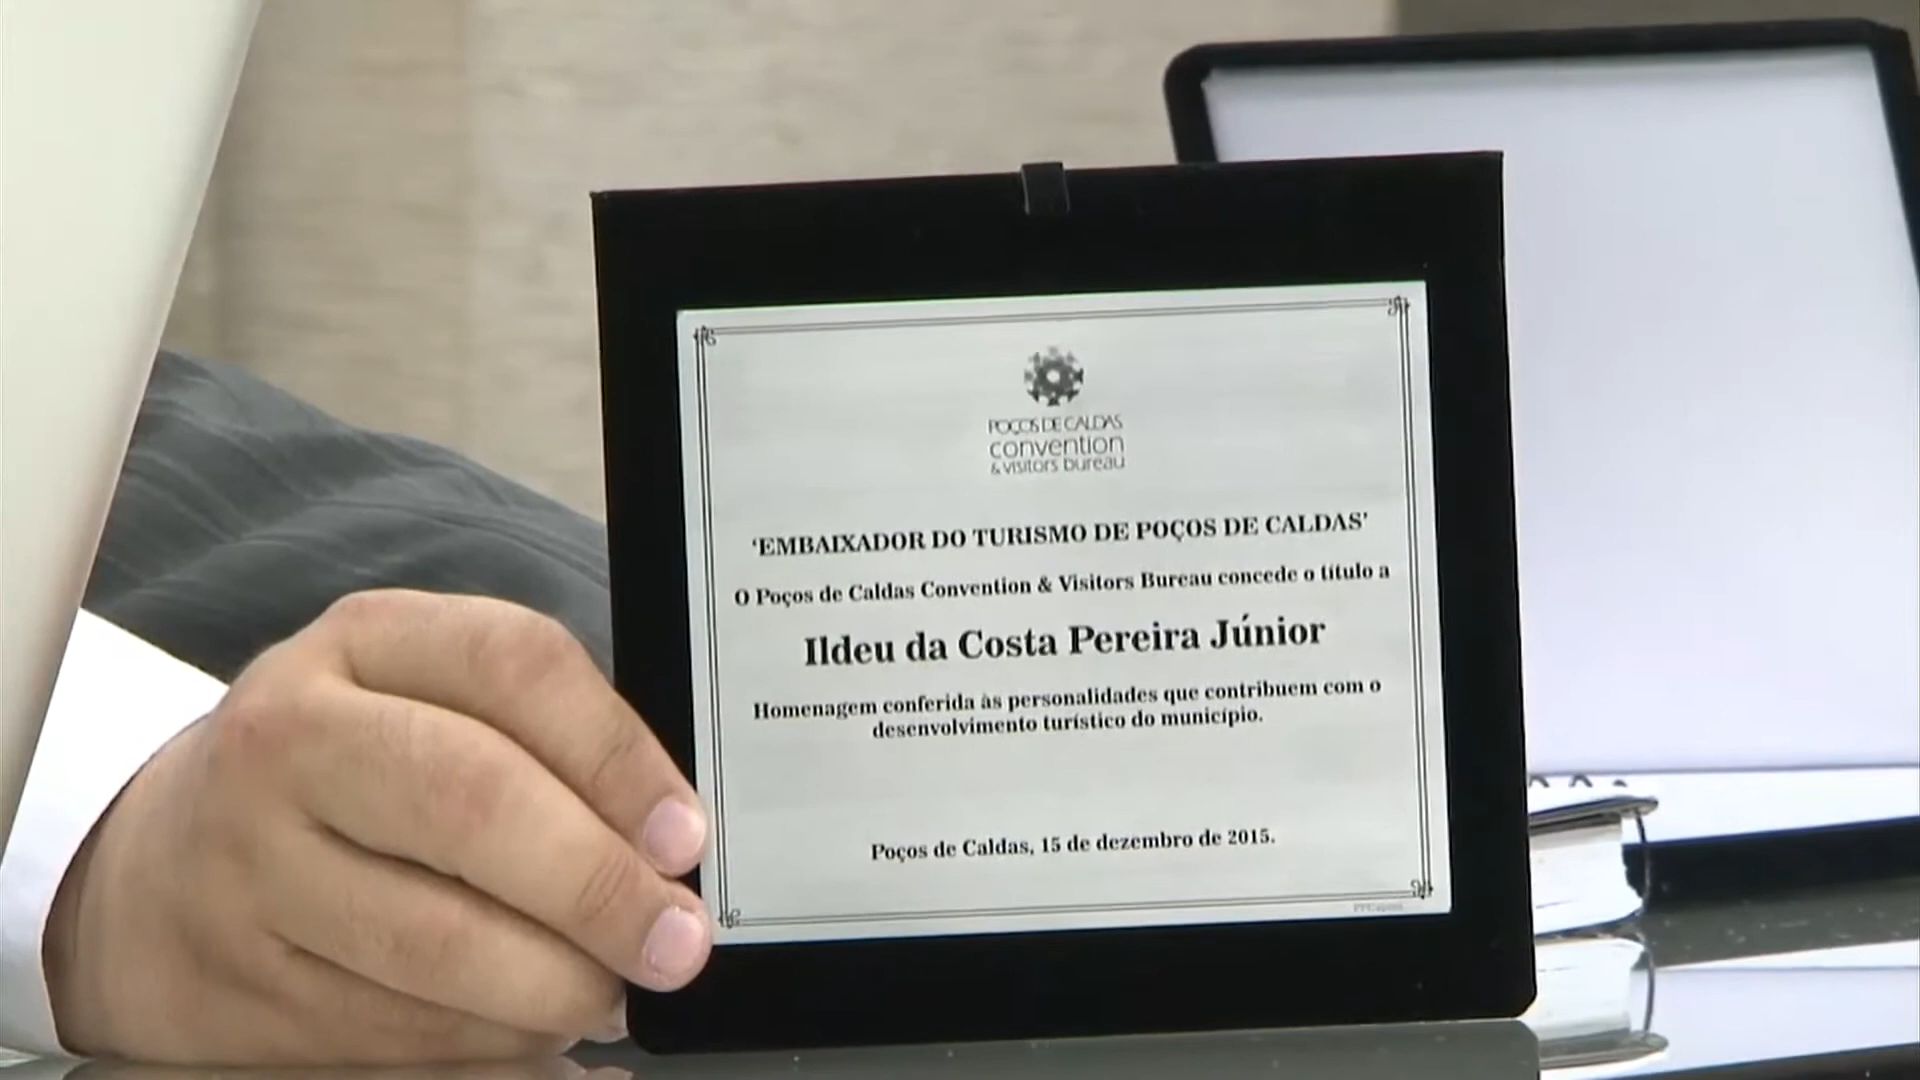 POÇOS DE CALDAS
convention
& visitors bureau
‘EMBAIXADOR DO TURISMO DE POÇOS DE CALDAS’
O Poços de Caldas Convention & Visitors Bureau concede o título a
Ildeu da Costa Pereira Júnior
Homenagem conferida às personalidades que contribuem com o
desenvolvimento turístico do município.
Poços de Caldas, 15 de dezembro de 2015.